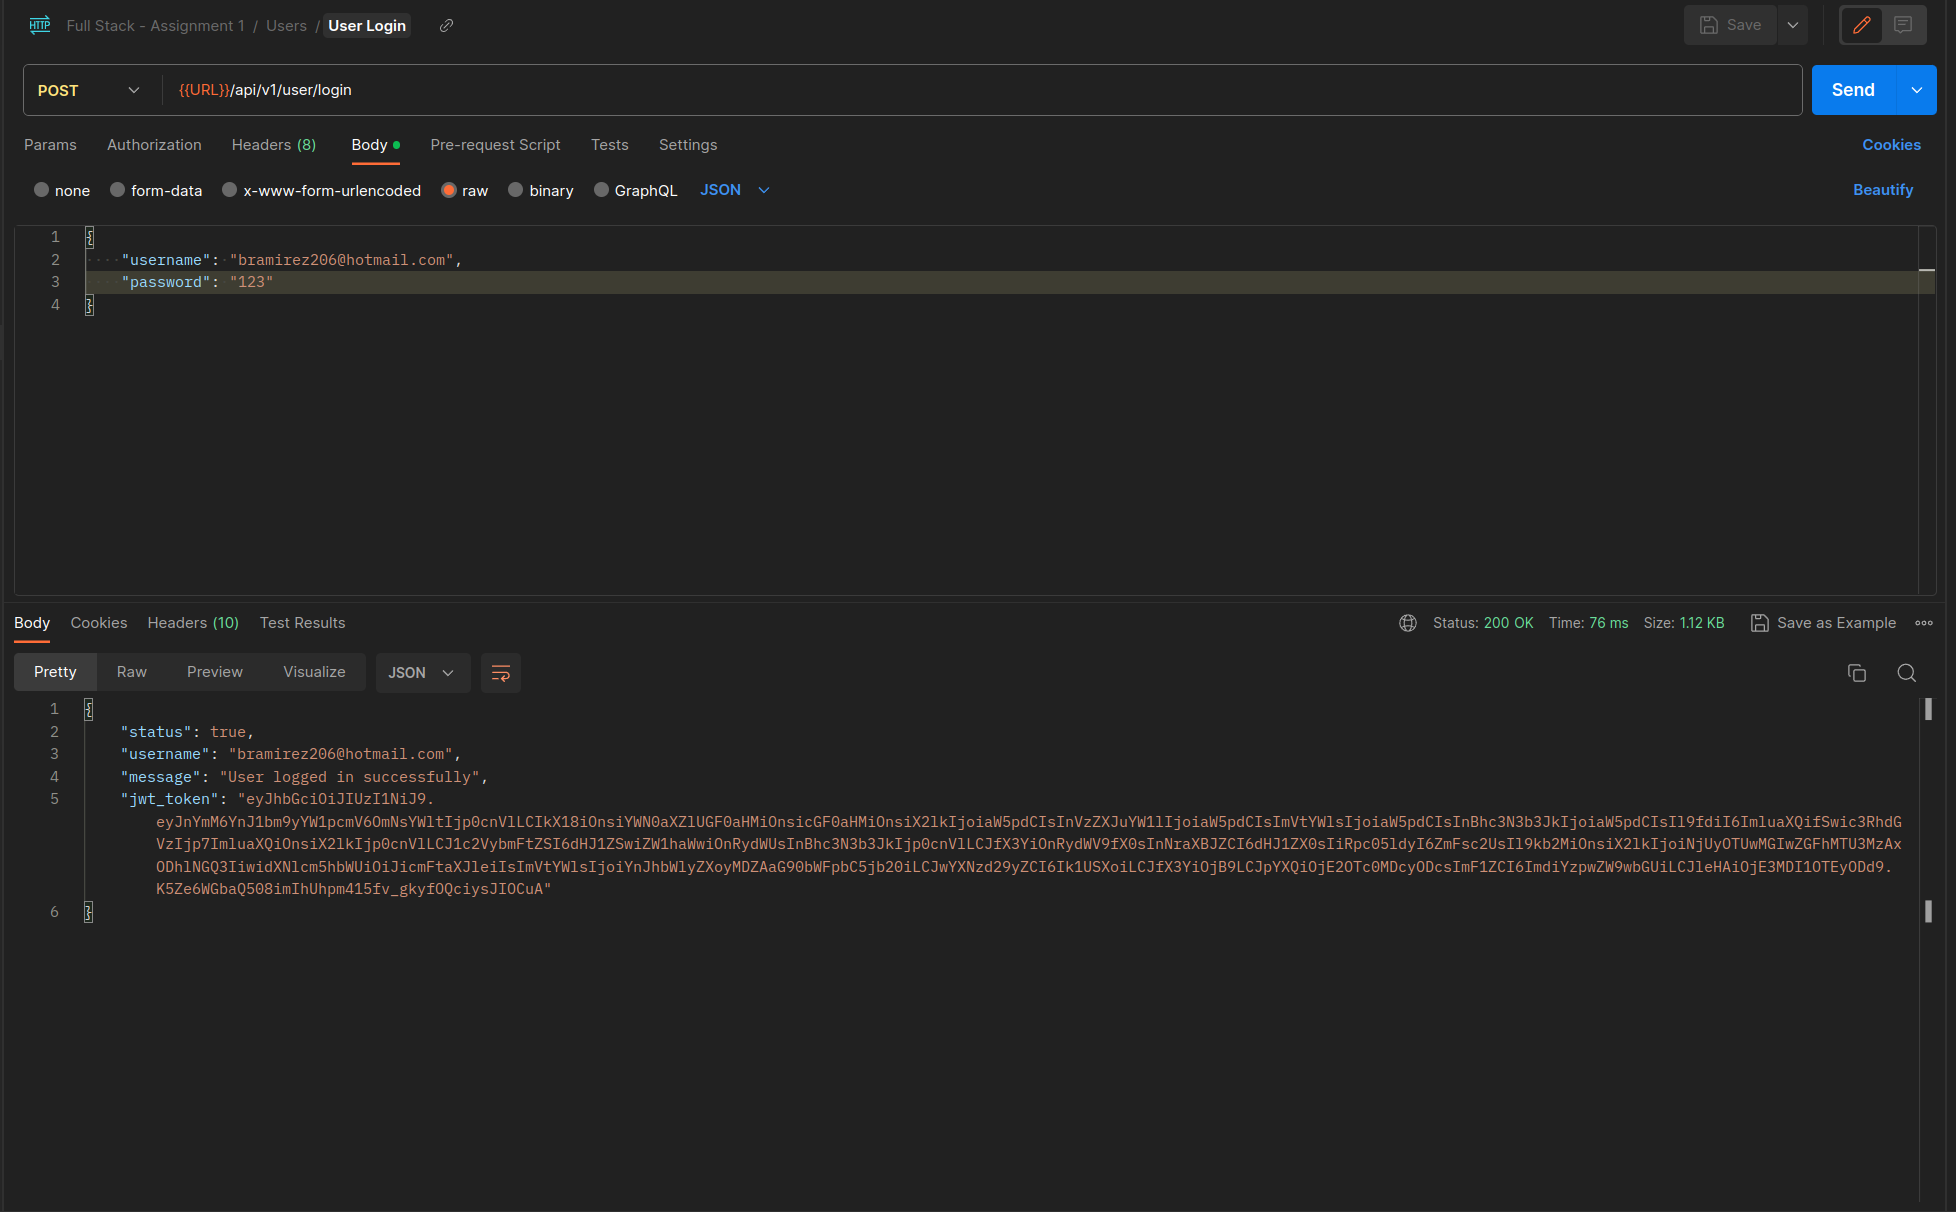 HTTP Full Stack - Assignment 1 / Users / User Login
Save
POST {{URL}}/api/v1/user/login Send
Params Authorization Headers (8) Body Pre-request Script Tests Settings Cookies
none form-data x-www-form-urlencoded raw binary GraphQL JSON Beautify
1 {
2 "username": "bramirez206@hotmail.com",
3 "password": "123"
4 }
Body Cookies Headers (10) Test Results Status: 200 OK Time: 76 ms Size: 1.12 KB Save as Example
Pretty Raw Preview Visualize JSON
1 {
2 "status": true,
3 "username": "bramirez206@hotmail.com",
4 "message": "User logged in successfully",
5 "jwt_token": "eyJhbGciOiJIUzI1NiJ9.
eyJnYmM6YnJ1bm9yYW1pcmV6OmNsYWltIjp0cnVlLCIkX18iOnsiYWN0aXZlUGF0aHMiOnsicGF0aHMiOnsiX2lkIjoiaW5pdCIsInVzZXJuYW1lIjoiaW5pdCIsImVtYWlsIjoiaW5pdCIsInBhc3N3b3JkIjoiaW5pdCIsIl9fdiI6ImluaXQifSwic3RhdG
VzIjp7ImluaXQiOnsiX2lkIjp0cnVlLCJ1c2VybmFtZSI6dHJ1ZSwiZW1haWwiOnRydWUsInBhc3N3b3JkIjp0cnVlLCJfX3YiOnRydWV9fX0sInNraXBJZCI6dHJ1ZX0sIiRpc05ldyI6ZmFsc2UsIl9kb2MiOnsiX2lkIjoiNjUyOTUwMGIwZGFhMTU3MzAx
ODhlNGQ3IiwidXNlcm5hbWUiOiJicmFtaXJleiIsImVtYWlsIjoiYnJhbWlyZXoyMDZAaG90bWFpbC5jb20iLCJwYXNzd29yZCI6Ik1USXoiLCJfX3YiOjB9LCJpYXQiOjE2OTc0MDcyODcsImF1ZCI6ImdiYzpwZW9wbGUiLCJleHAiOjE3MDI1OTEyODd9.
K5Ze6WGbaQ508imIhUhpm415fv_gkyfOQciysJIOCuA"
6 }